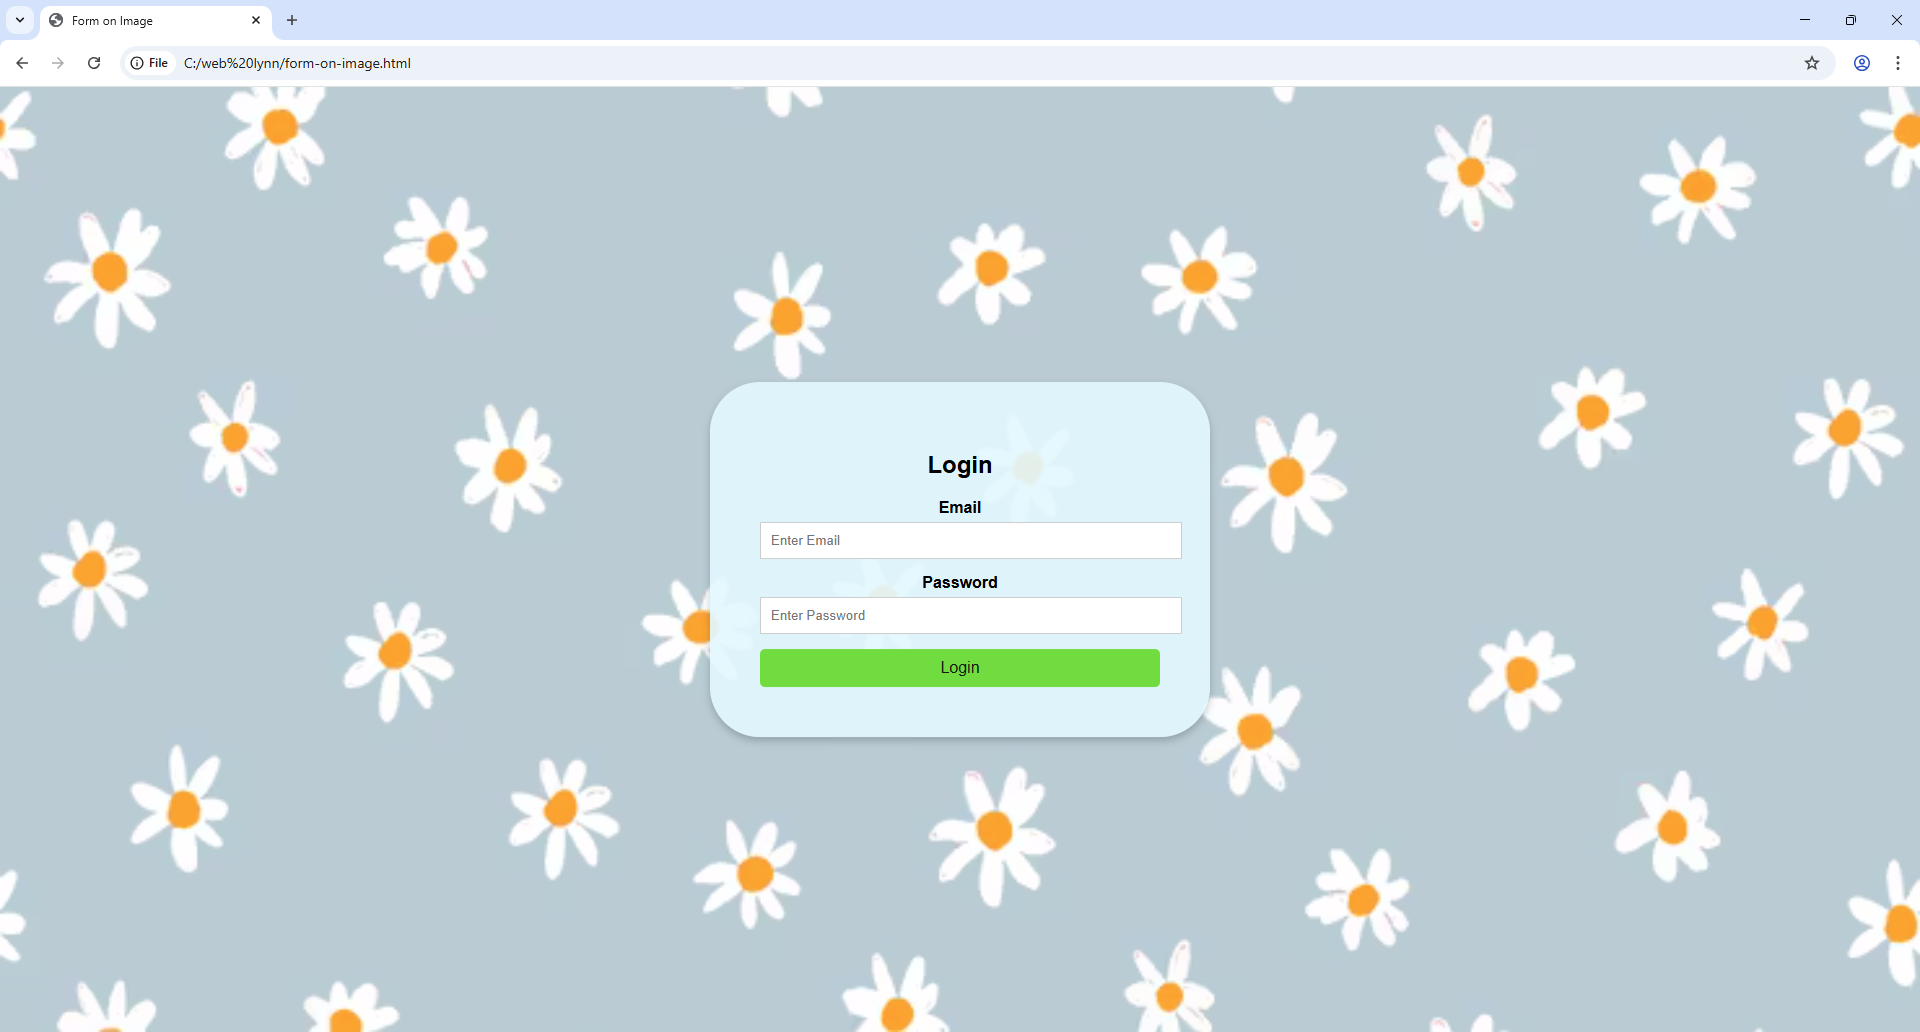 Form on Image
File
C:/web%20lynn/form-on-image.html
Login
Email
Enter Email
Password
Enter Password
Login